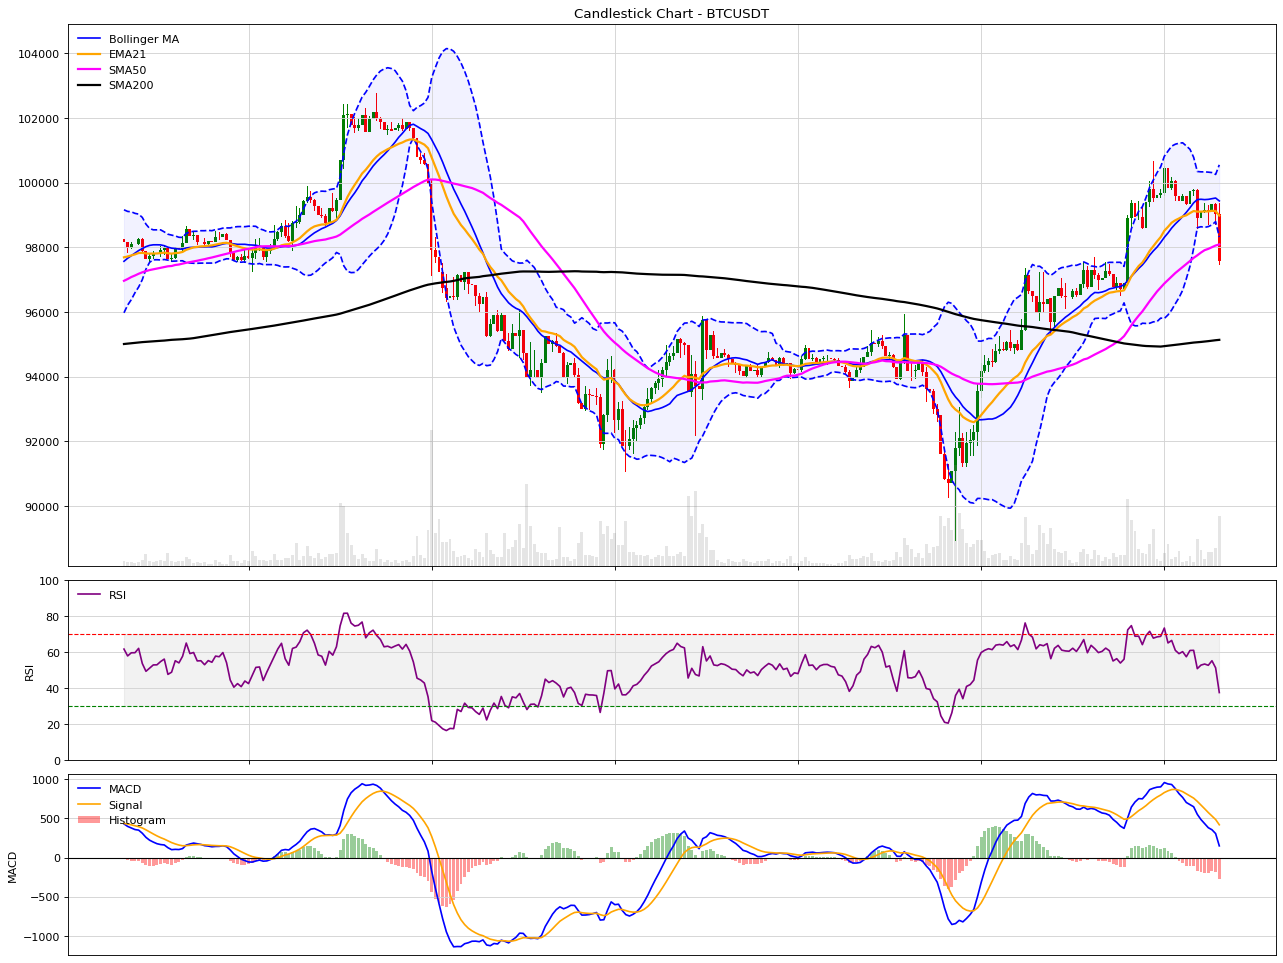 Candlestick Chart - BTCUSDT
Bollinger MA
EMA21
SMA50
SMA200
104000
102000
100000
98000
96000
94000
92000
90000
RSI
100
80
60
40
20
0
RSI
MACD
Signal
Histogram
1000
500
0
−500
−1000
MACD